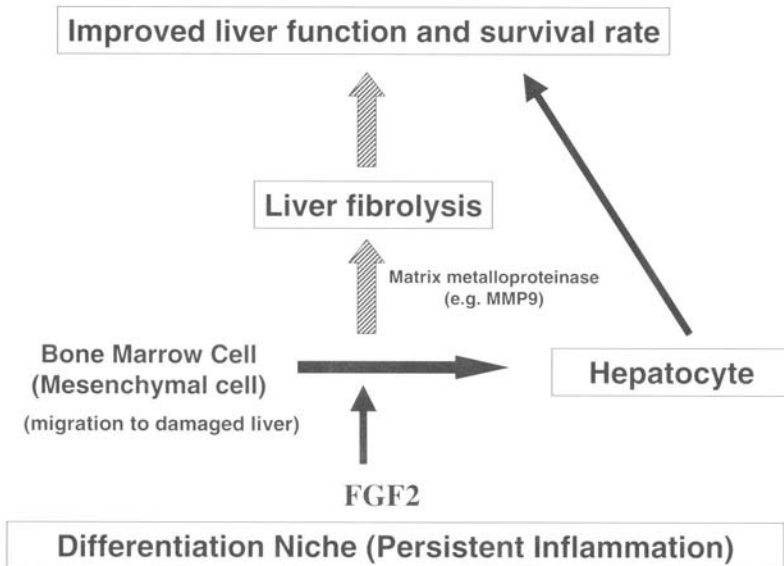 Improved liver function and survival rate
Liver fibrolysis
Matrix metalloproteinase
(e.g. MMP9)
Bone Marrow Cell
(Mesenchymal cell)
(migration to damaged liver)
Hepatocyte
FGF2
Differentiation Niche (Persistent Inflammation)